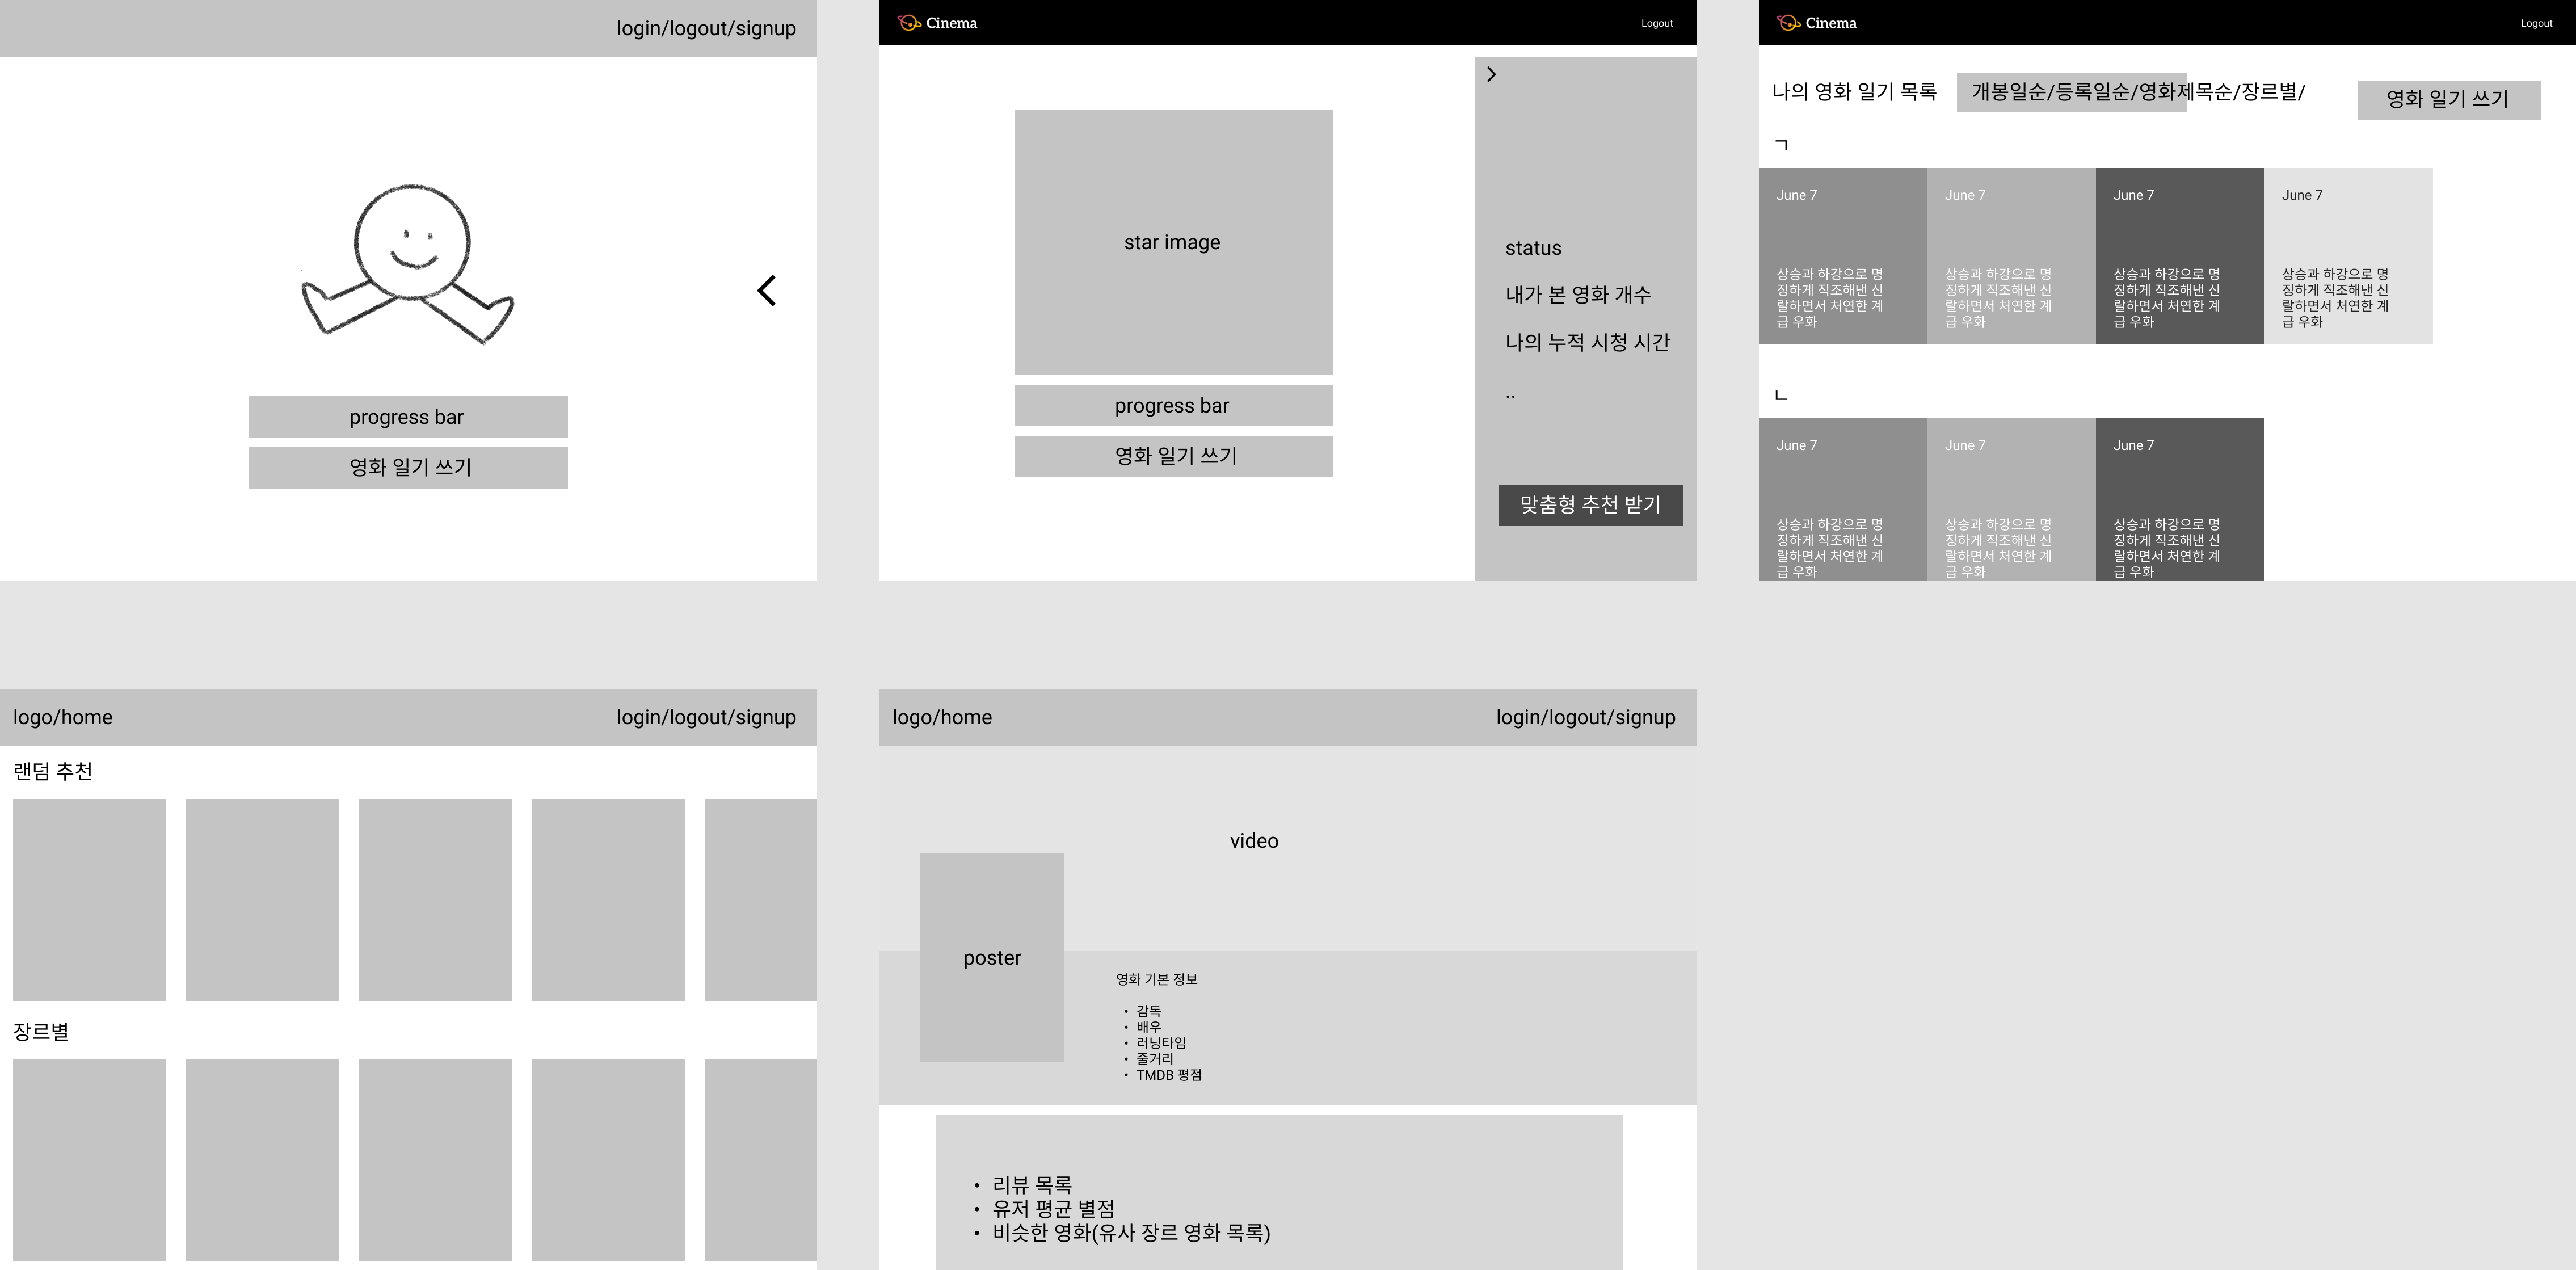 login/logout/signup
progress bar
영화 일기 쓰기
Cinema
Logout
star image
progress bar
영화 일기 쓰기
status
내가 본 영화 개수
나의 누적 시청 시간
..
맞춤형 추천 받기
Cinema
Logout
나의 영화 일기 목록
개봉일순/등록일순/영화제목순/장르별/
영화 일기 쓰기
ㄱ
June 7
상승과 하강으로 명
징하게 직조해낸 신
랄하면서 처연한 계
급 우화
June 7
상승과 하강으로 명
징하게 직조해낸 신
랄하면서 처연한 계
급 우화
June 7
상승과 하강으로 명
징하게 직조해낸 신
랄하면서 처연한 계
급 우화
June 7
상승과 하강으로 명
징하게 직조해낸 신
랄하면서 처연한 계
급 우화
ㄴ
June 7
상승과 하강으로 명
징하게 직조해낸 신
랄하면서 처연한 계
급 우화
June 7
상승과 하강으로 명
징하게 직조해낸 신
랄하면서 처연한 계
급 우화
June 7
상승과 하강으로 명
징하게 직조해낸 신
랄하면서 처연한 계
급 우화
logo/home
login/logout/signup
랜덤 추천
장르별
logo/home
login/logout/signup
video
poster
영화 기본 정보
• 감독
• 배우
• 러닝타임
• 줄거리
• TMDB 평점
• 리뷰 목록
• 유저 평균 별점
• 비슷한 영화(유사 장르 영화 목록)